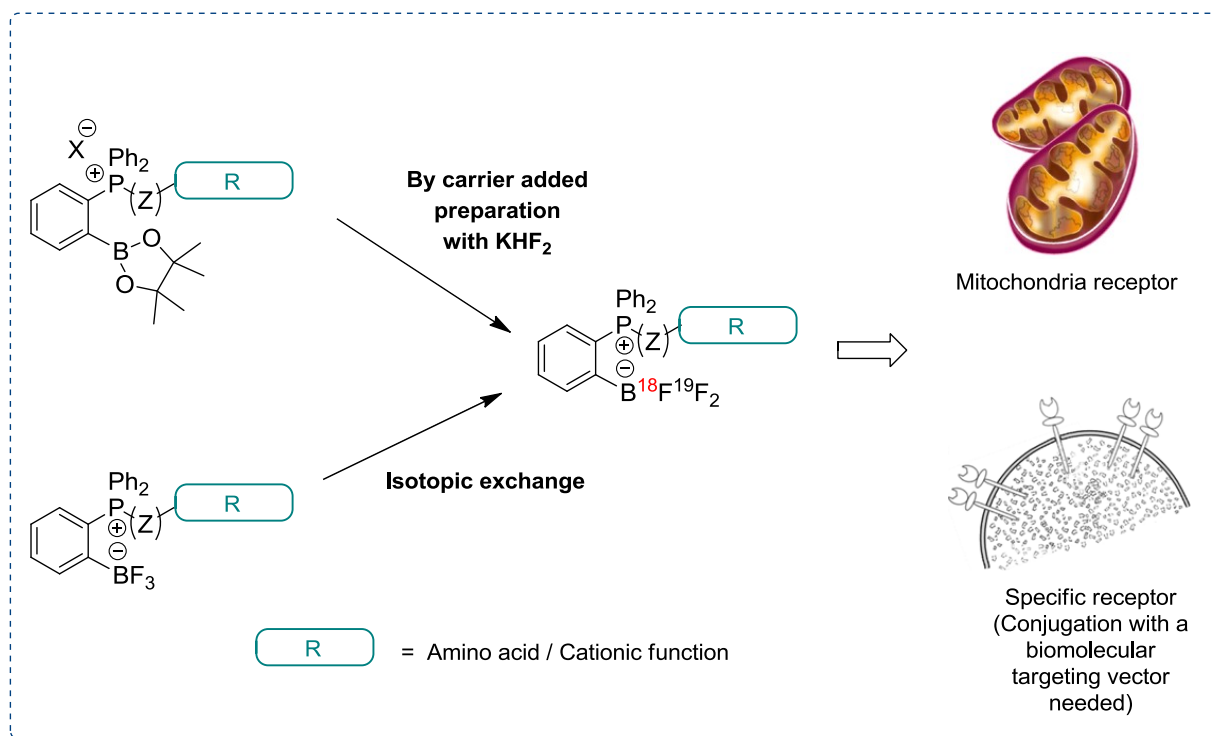 X⊖
Ph2
P
⊕
(Z)
R
B
O
O
By carrier added
preparation
with KHF2
Mitochondria receptor
Ph2
P
⊕
(Z)
R
⊖
B18F19F2
Ph2
P
⊕
(Z)
R
⊖
BF3
Isotopic exchange
Specific receptor
(Conjugation with a
biomolecular
targeting vector
needed)
R = Amino acid / Cationic function